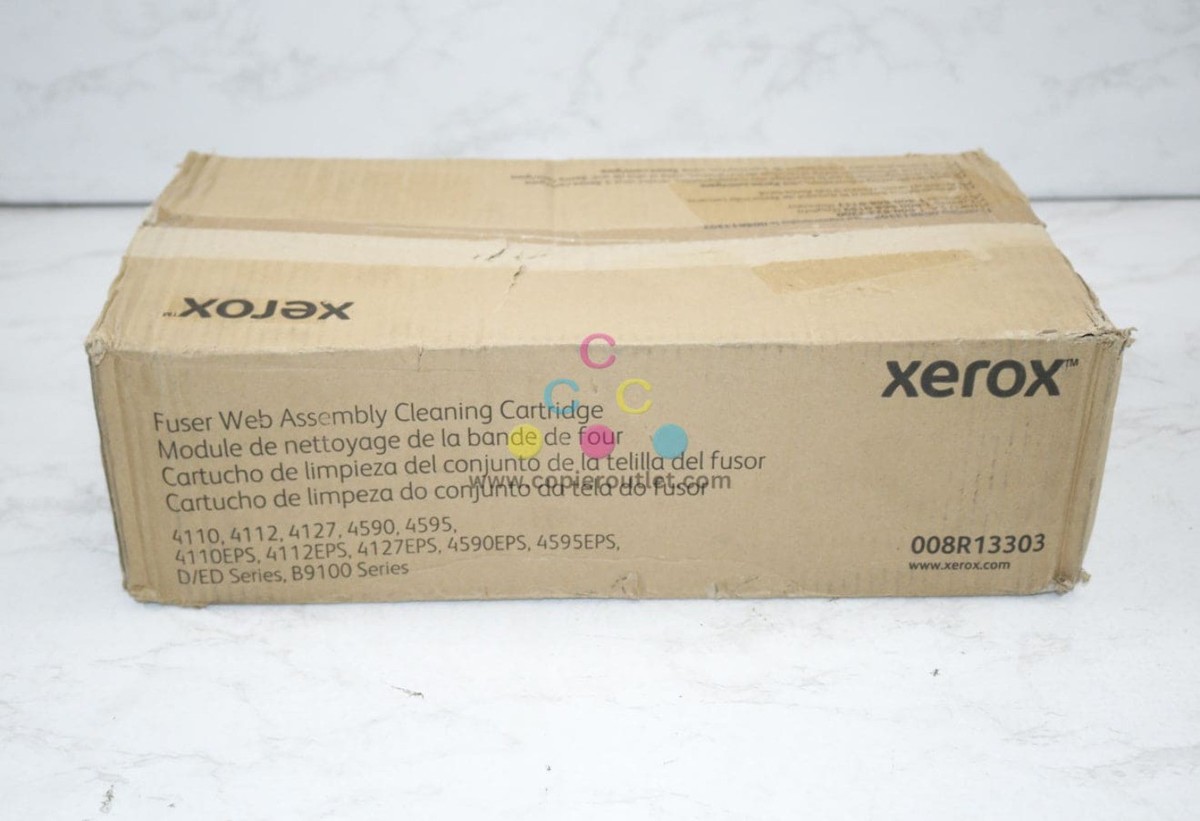 xerox™
xerox™
Fuser Web Assembly Cleaning Cartridge
Module de nettoyage de la bande de four
Cartucho de limpieza del conjunto de la telilla del fusor
Cartucho de limpeza do conjunto da tela do fusor
4110, 4112, 4127, 4590, 4595,
4110EPS, 4112EPS, 4127EPS, 4590EPS, 4595EPS,
D/ED Series, B9100 Series
008R13303
www.xerox.com
C
C C
www.copieroutlet.com